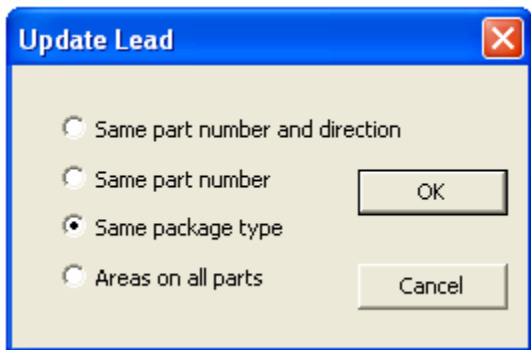 Update Lead
Same part number and direction
Same part number
OK
Same package type
Areas on all parts
Cancel